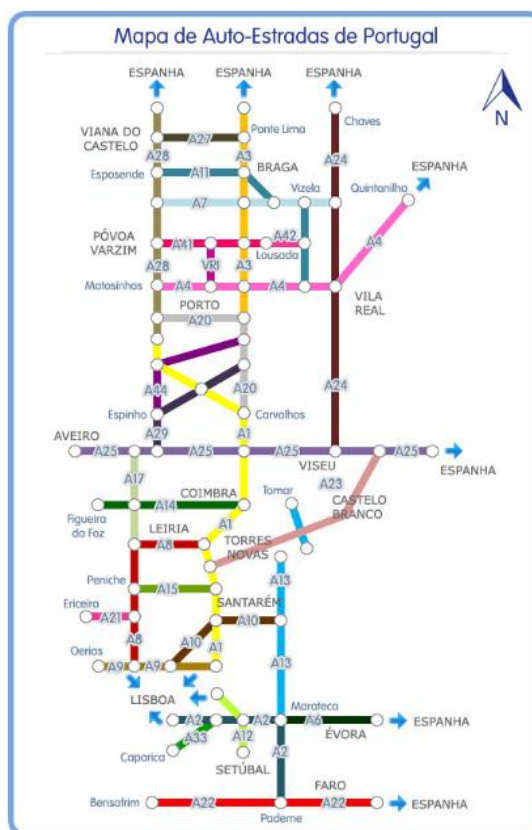 Mapa de Auto-Estradas de Portugal
N
ESPANHA ESPANHA ESPANHA
VIANA DO
CASTELO
A27
Ponte Lima
Chaves
A28
A3
A24
Esposende
A11
BRAGA
ESPANHA
A7
Vizela
Quintanilha
PÓVOA
VARZIM
A41
A42
Lousada
A4
A28
VRI
A3
Matosinhos
A4
A4
VILA
REAL
PORTO
A20
A44
A20
A24
Espinho
Carvalhos
A29
A1
AVEIRO
A25
A25
A25
A25
VISEU
ESPANHA
A17
A23
COIMBRA
Tomar
CASTELO
BRANCO
A14
Figueira
da Foz
A1
LEIRIA
A8
TORRES
NOVAS
Peniche
A15
A13
Ericeira
A21
SANTARÉM
A8
A10
A10
A1
Oerias
A9
A9
A13
LISBOA
Marateca
A2
A2
A6
ESPANHA
A33
A12
ÉVORA
Caparica
A2
SETÚBAL
FARO
Bensafrim
A22
A22
ESPANHA
Paderne